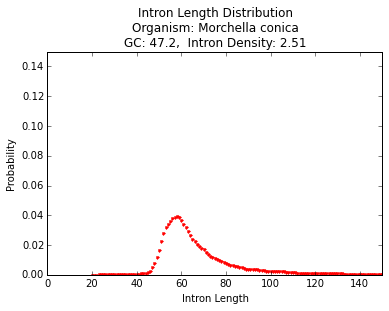 Intron Length Distribution
Organism: Morchella conica
GC: 47.2,  Intron Density: 2.51
0.14
0.12
0.10
0.08
0.06
0.04
0.02
0.00
Probability
0 20 40 60 80 100 120 140
Intron Length